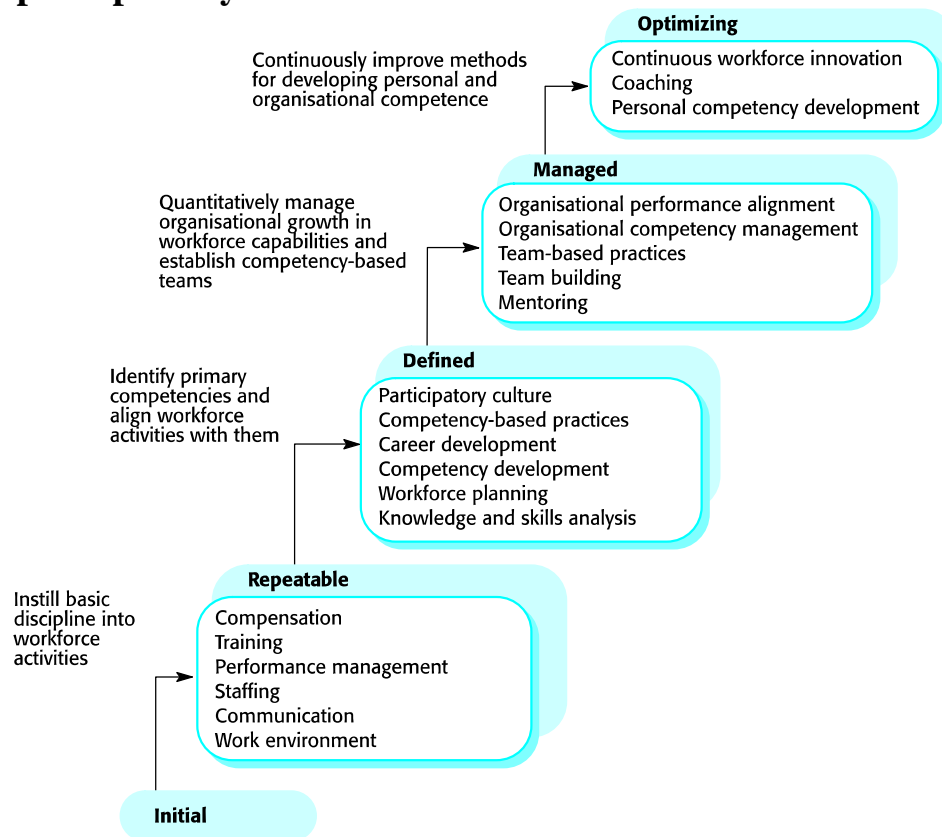 Optimizing
Continuously improve methods
for developing personal and
organisational competence
Continuous workforce innovation
Coaching
Personal competency development
Managed
Quantitatively manage
organisational growth in
workforce capabilities and
establish competency-based
teams
Organisational performance alignment
Organisational competency management
Team-based practices
Team building
Mentoring
Defined
Identify primary
competencies and
align workforce
activities with them
Participatory culture
Competency-based practices
Career development
Competency development
Workforce planning
Knowledge and skills analysis
Repeatable
Instill basic
discipline into
workforce
activities
Compensation
Training
Performance management
Staffing
Communication
Work environment
Initial